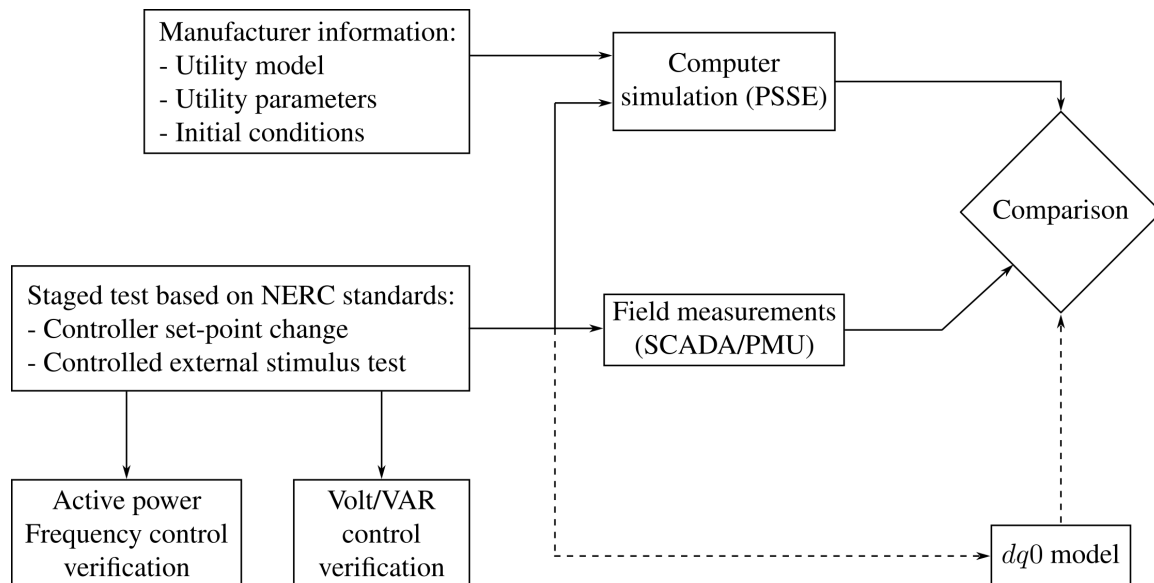 Manufacturer information:
- Utility model
- Utility parameters
- Initial conditions
Computer
simulation (PSSE)
Comparison
Staged test based on NERC standards:
- Controller set-point change
- Controlled external stimulus test
Field measurements
(SCADA/PMU)
Active power
Frequency control
verification
Volt/VAR
control
verification
dq0 model